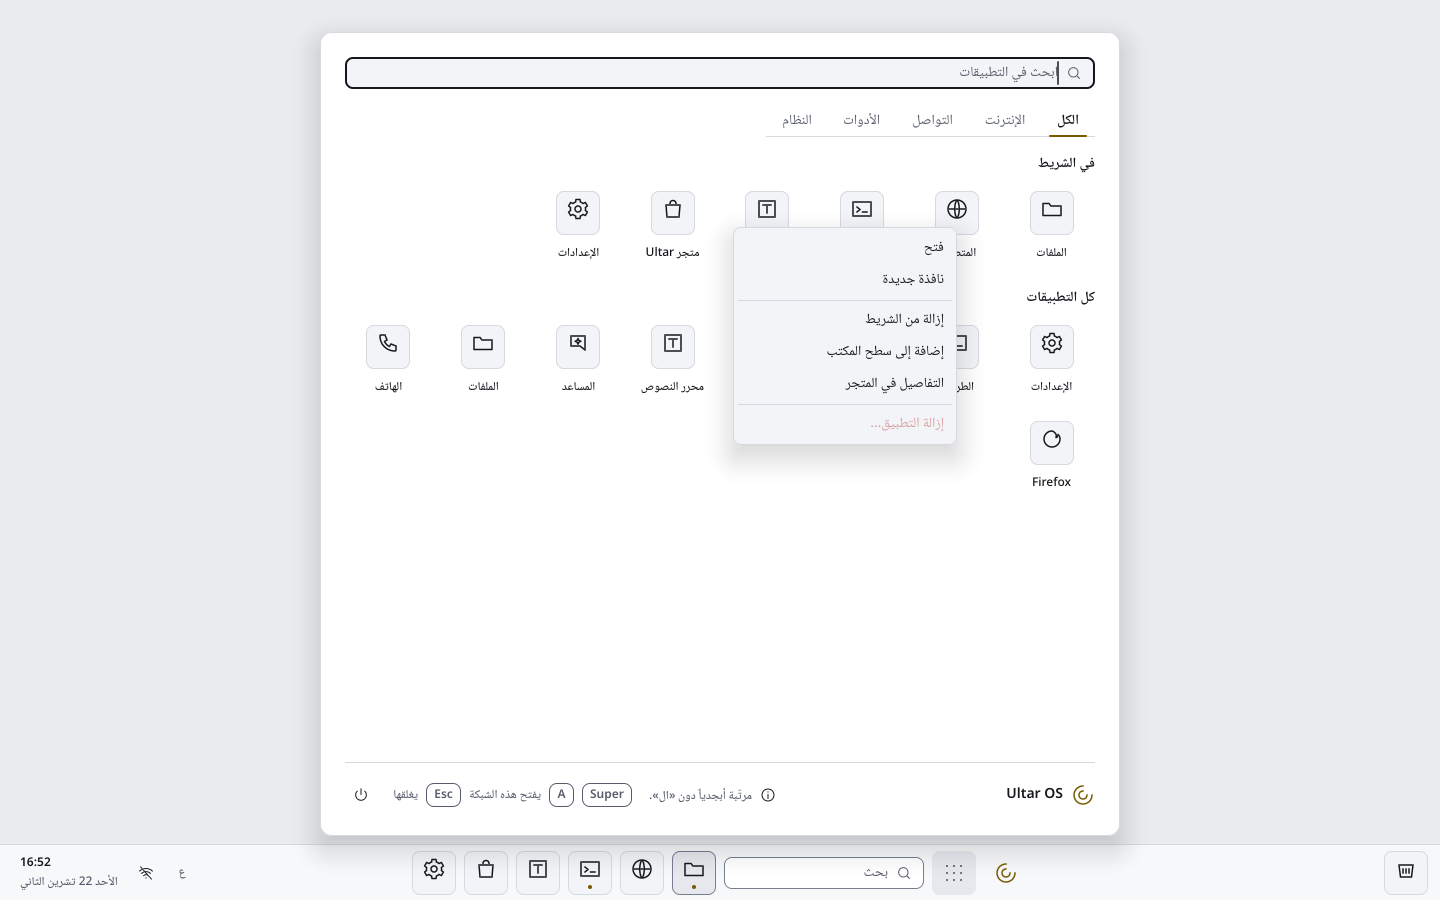 ابحث في التطبيقات
الكل
الإنترنت
التواصل
الأدوات
النظام
في الشريط
الملفات
متجر Ultar
الإعدادات
فتح
نافذة جديدة
إزالة من الشريط
إضافة إلى سطح المكتب
التفاصيل في المتجر
إزالة التطبيق...
كل التطبيقات
الإعدادات
محرر النصوص
المساعد
الملفات
الهاتف
Firefox
Ultar OS
مرتّبة أبجدياً دون «ال».
Super A يفتح هذه الشبكة Esc يغلقها
بحث
ع
16:52
الأحد 22 تشرين الثاني